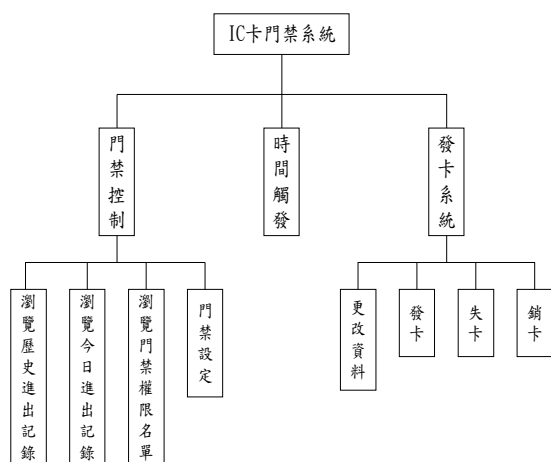 IC卡門禁系統
門禁控制
時間觸發
發卡系統
瀏覽歷史進出記錄
瀏覽今日進出記錄
瀏覽門禁權限名單
門禁設定
更改資料
發卡
失卡
銷卡